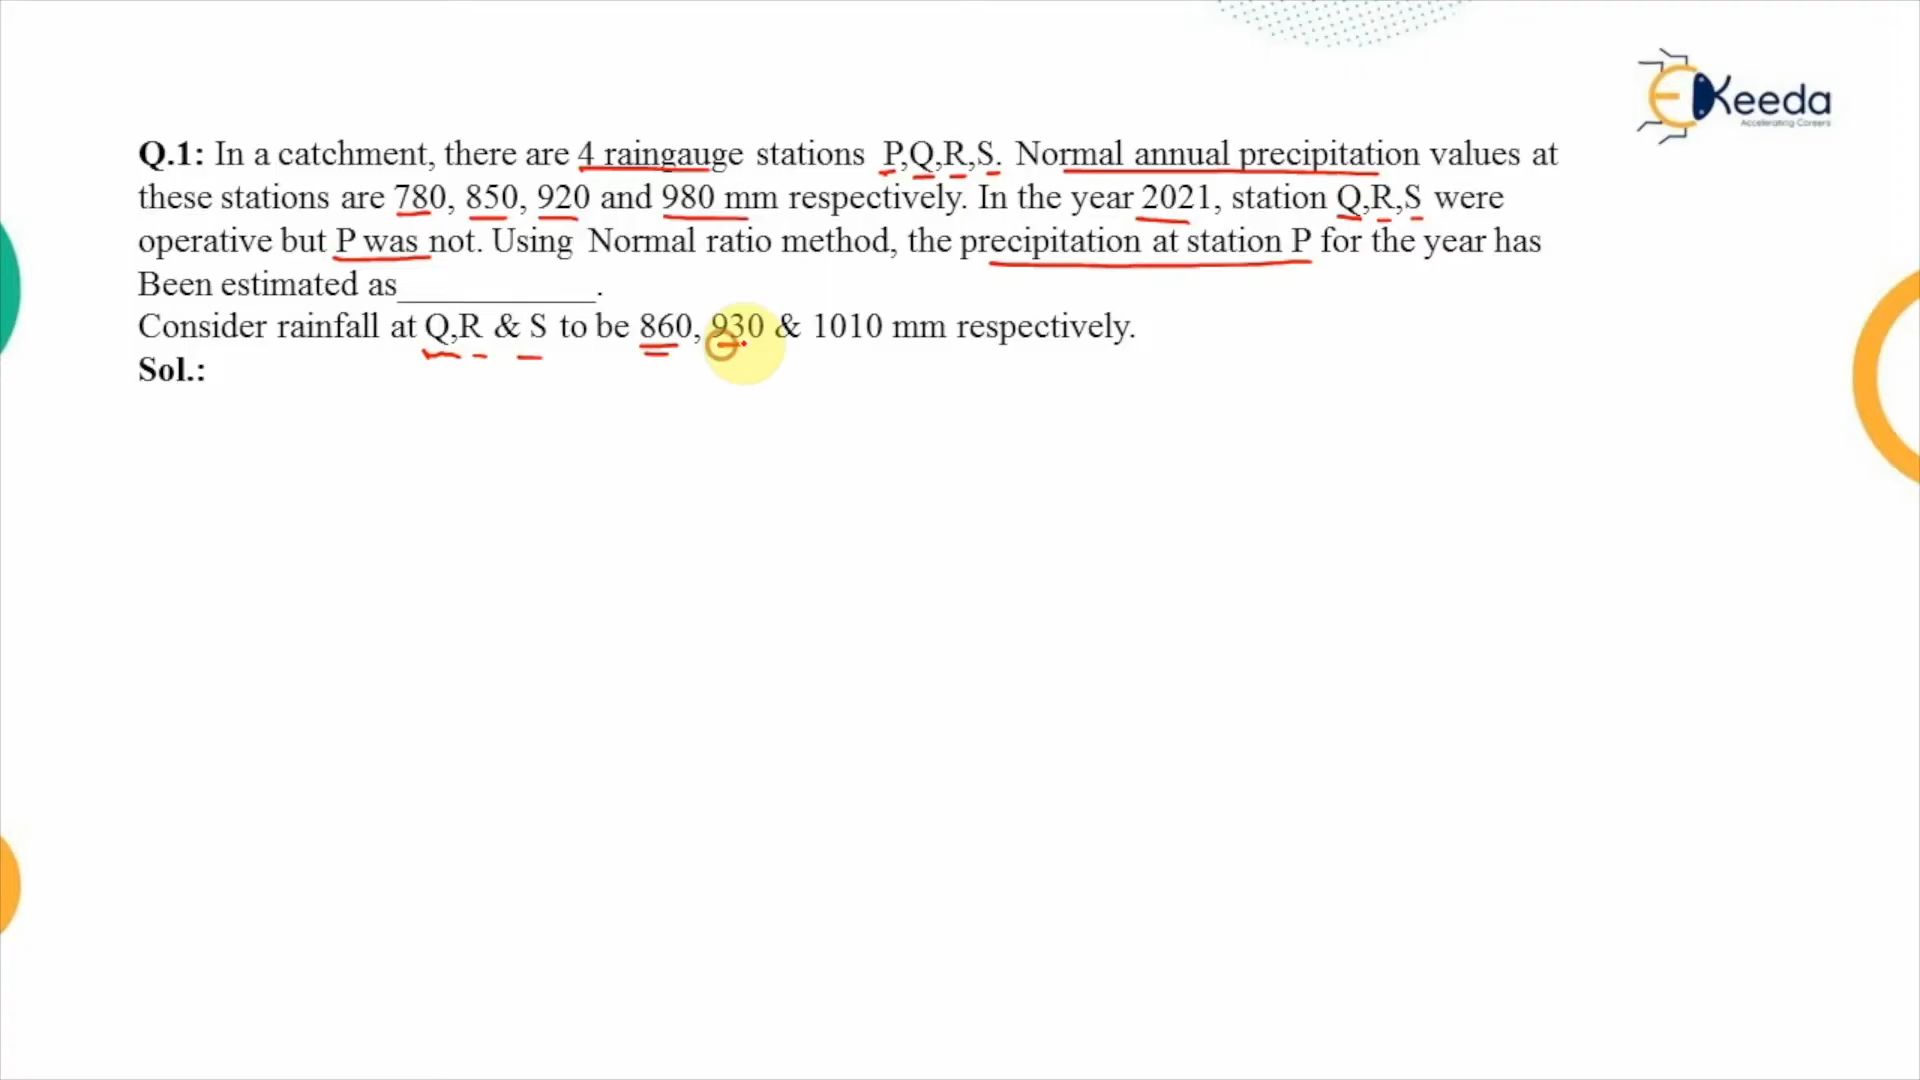 Keeda
Accelerating Careers
Q.1: In a catchment, there are 4 raingauge stations P,Q,R,S. Normal annual precipitation values at
these stations are 780, 850, 920 and 980 mm respectively. In the year 2021, station Q,R,S were
operative but P was not. Using Normal ratio method, the precipitation at station P for the year has
Been estimated as___________.
Consider rainfall at Q,R & S to be 860, 930 & 1010 mm respectively.
Sol.: